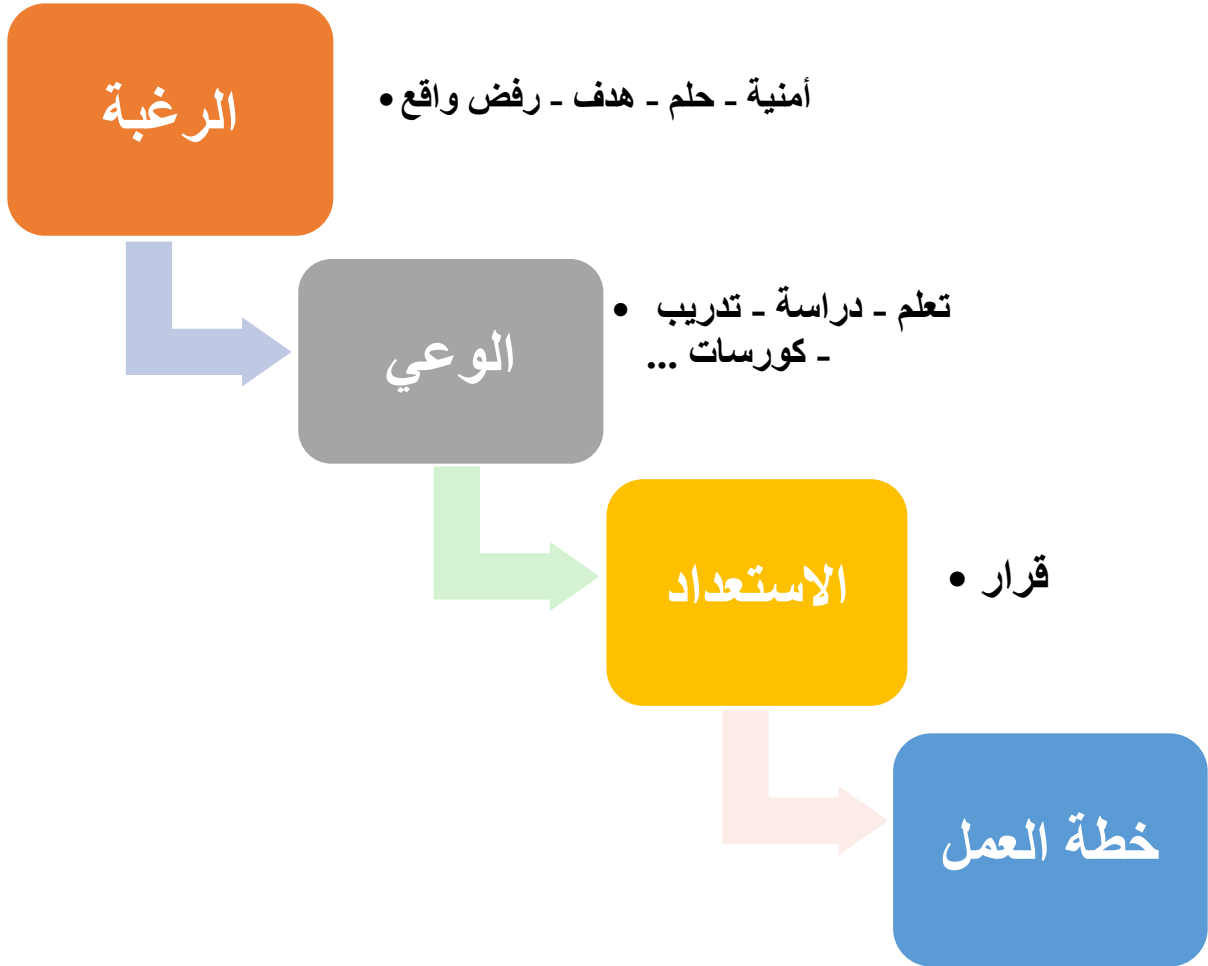 الرغبة
أمنية - حلم - هدف - رفض واقع •
الوعي
• تعلم - دراسة - تدريب
- كورسات ...
الاستعداد
• قرار
خطة العمل